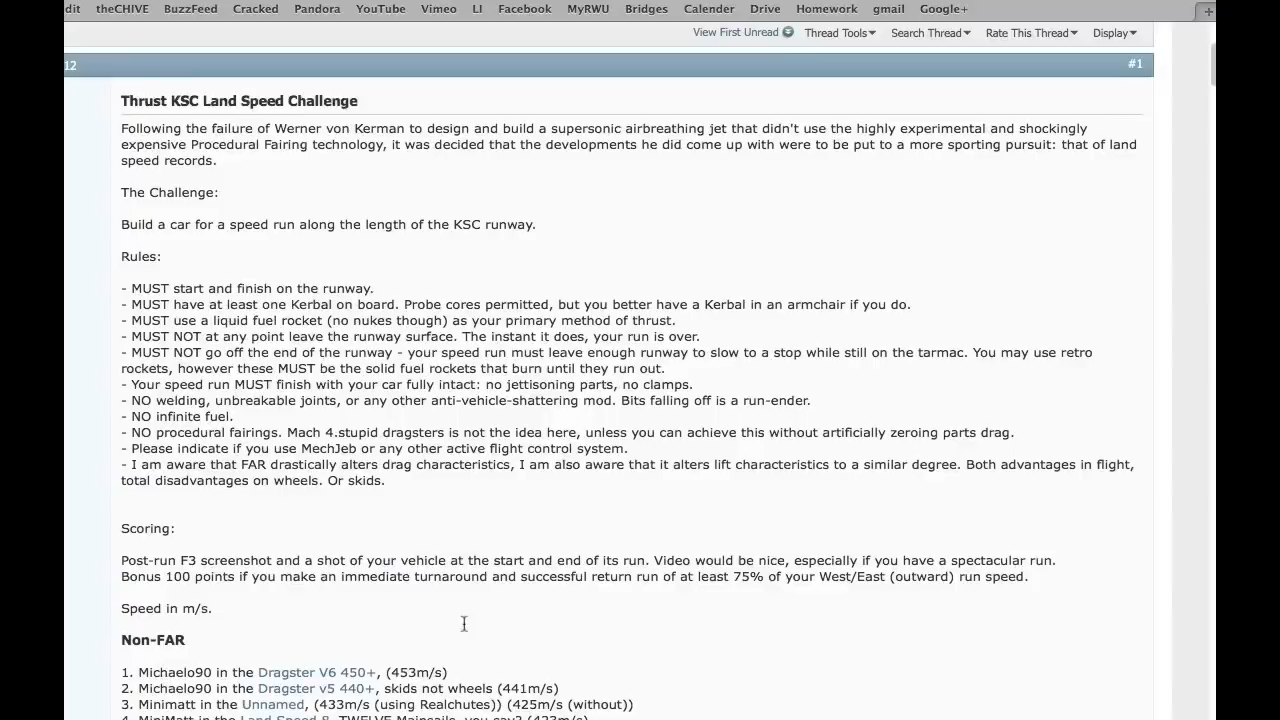 dit theCHIVE BuzzFeed Cracked Pandora YouTube Vimeo LI Facebook MyRWU Bridges Calender Drive Homework gmail Google+
View First Unread Thread Tools Search Thread Rate This Thread Display
12 #1
Thrust KSC Land Speed Challenge
Following the failure of Werner von Kerman to design and build a supersonic airbreathing jet that didn't use the highly experimental and shockingly
expensive Procedural Fairing technology, it was decided that the developments he did come up with were to be put to a more sporting pursuit: that of land
speed records.
The Challenge:
Build a car for a speed run along the length of the KSC runway.
Rules:
- MUST start and finish on the runway.
- MUST have at least one Kerbal on board. Probe cores permitted, but you better have a Kerbal in an armchair if you do.
- MUST use a liquid fuel rocket (no nukes though) as your primary method of thrust.
- MUST NOT at any point leave the runway surface. The instant it does, your run is over.
- MUST NOT go off the end of the runway - your speed run must leave enough runway to slow to a stop while still on the tarmac. You may use retro
rockets, however these MUST be the solid fuel rockets that burn until they run out.
- Your speed run MUST finish with your car fully intact: no jettisoning parts, no clamps.
- NO welding, unbreakable joints, or any other anti-vehicle-shattering mod. Bits falling off is a run-ender.
- NO infinite fuel.
- NO procedural fairings. Mach 4.stupid dragsters is not the idea here, unless you can achieve this without artificially zeroing parts drag.
- Please indicate if you use MechJeb or any other active flight control system.
- I am aware that FAR drastically alters drag characteristics, I am also aware that it alters lift characteristics to a similar degree. Both advantages in flight,
total disadvantages on wheels. Or skids.
Scoring:
Post-run F3 screenshot and a shot of your vehicle at the start and end of its run. Video would be nice, especially if you have a spectacular run.
Bonus 100 points if you make an immediate turnaround and successful return run of at least 75% of your West/East (outward) run speed.
Speed in m/s.
Non-FAR
1. Michaelo90 in the Dragster V6 450+, (453m/s)
2. Michaelo90 in the Dragster v5 440+, skids not wheels (441m/s)
3. Minimatt in the Unnamed, (433m/s (using Realchutes)) (425m/s (without))
4. MiniMatt in the Land Speed 8, TWELVE Mainsails, you say? (423m/s)